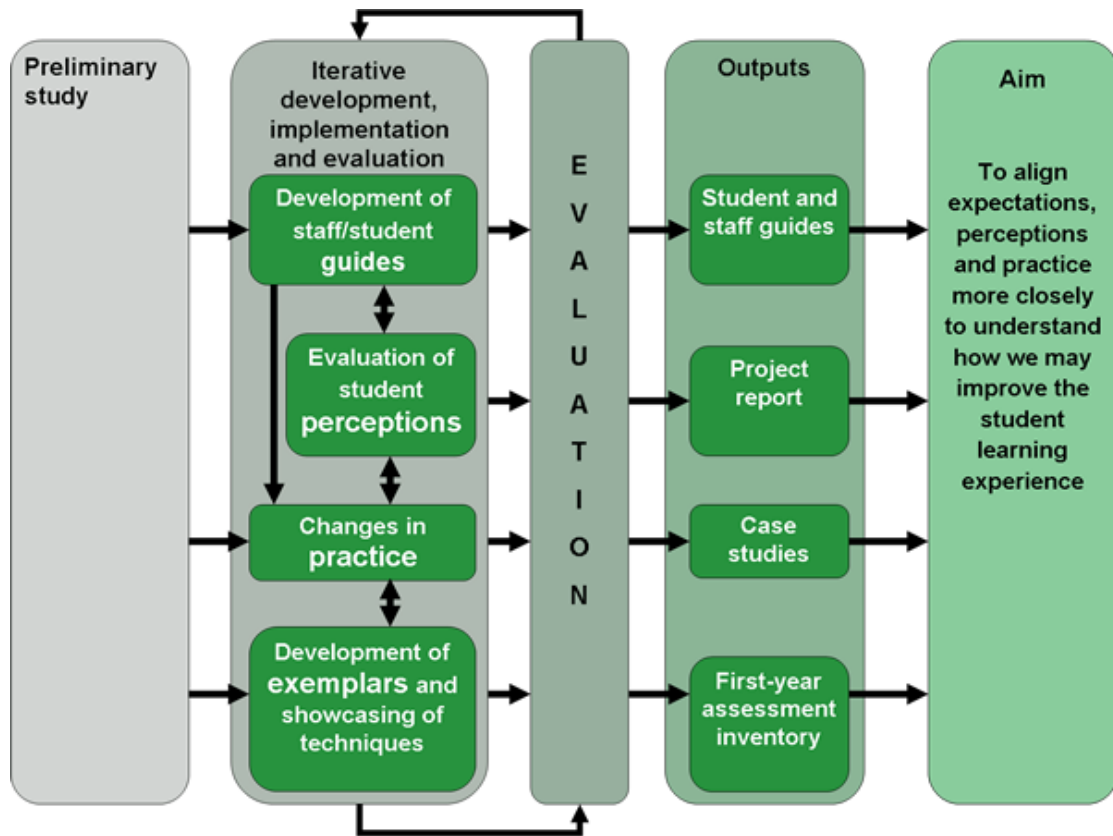 Preliminary
study
Iterative
development,
implementation
and evaluation
Development of
staff/student
guides
Evaluation of
student
perceptions
Changes in
practice
Development of
exemplars and
showcasing of
techniques
E
V
A
L
U
A
T
I
O
N
Outputs
Student and
staff guides
Project
report
Case
studies
First-year
assessment
inventory
Aim
To align
expectations,
perceptions
and practice
more closely
to understand
how we may
improve the
student
learning
experience